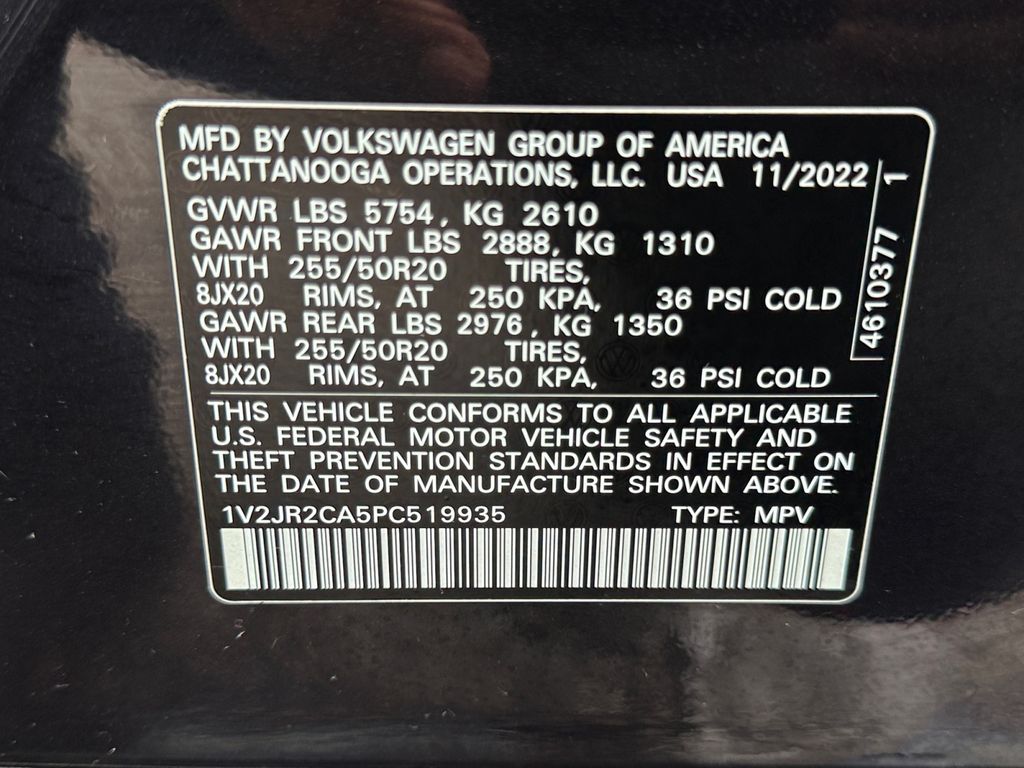 MFD BY VOLKSWAGEN GROUP OF AMERICA
CHATTANOOGA OPERATIONS, LLC. USA 11/2022
GVWR LBS 5754, KG 2610
GAWR FRONT LBS 2888, KG 1310
WITH 255/50R20 TIRES,
8JX20 RIMS, AT 250 KPA, 36 PSI COLD
GAWR REAR LBS 2976, KG 1350
WITH 255/50R20 TIRES,
8JX20 RIMS, AT 250 KPA, 36 PSI COLD
4610377 1
THIS VEHICLE CONFORMS TO ALL APPLICABLE
U.S. FEDERAL MOTOR VEHICLE SAFETY AND
THEFT PREVENTION STANDARDS IN EFFECT ON
THE DATE OF MANUFACTURE SHOWN ABOVE.
1V2JR2CA5PC519935 TYPE: MPV